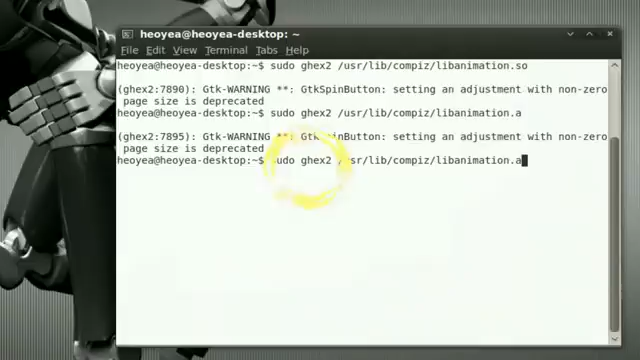 heoyea@heoyea-desktop: ~
File Edit View Terminal Tabs Help
heoyea@heoyea-desktop:~$ sudo ghex2 /usr/lib/compiz/libanimation.so
(ghex2:7890): Gtk-WARNING **: GtkSpinButton: setting an adjustment with non-zero
page size is deprecated
heoyea@heoyea-desktop:~$ sudo ghex2 /usr/lib/compiz/libanimation.a
(ghex2:7895): Gtk-WARNING **: GtkSpinButton: setting an adjustment with non-zero
page size is deprecated
heoyea@heoyea-desktop:~$ sudo ghex2 /usr/lib/compiz/libanimation.a